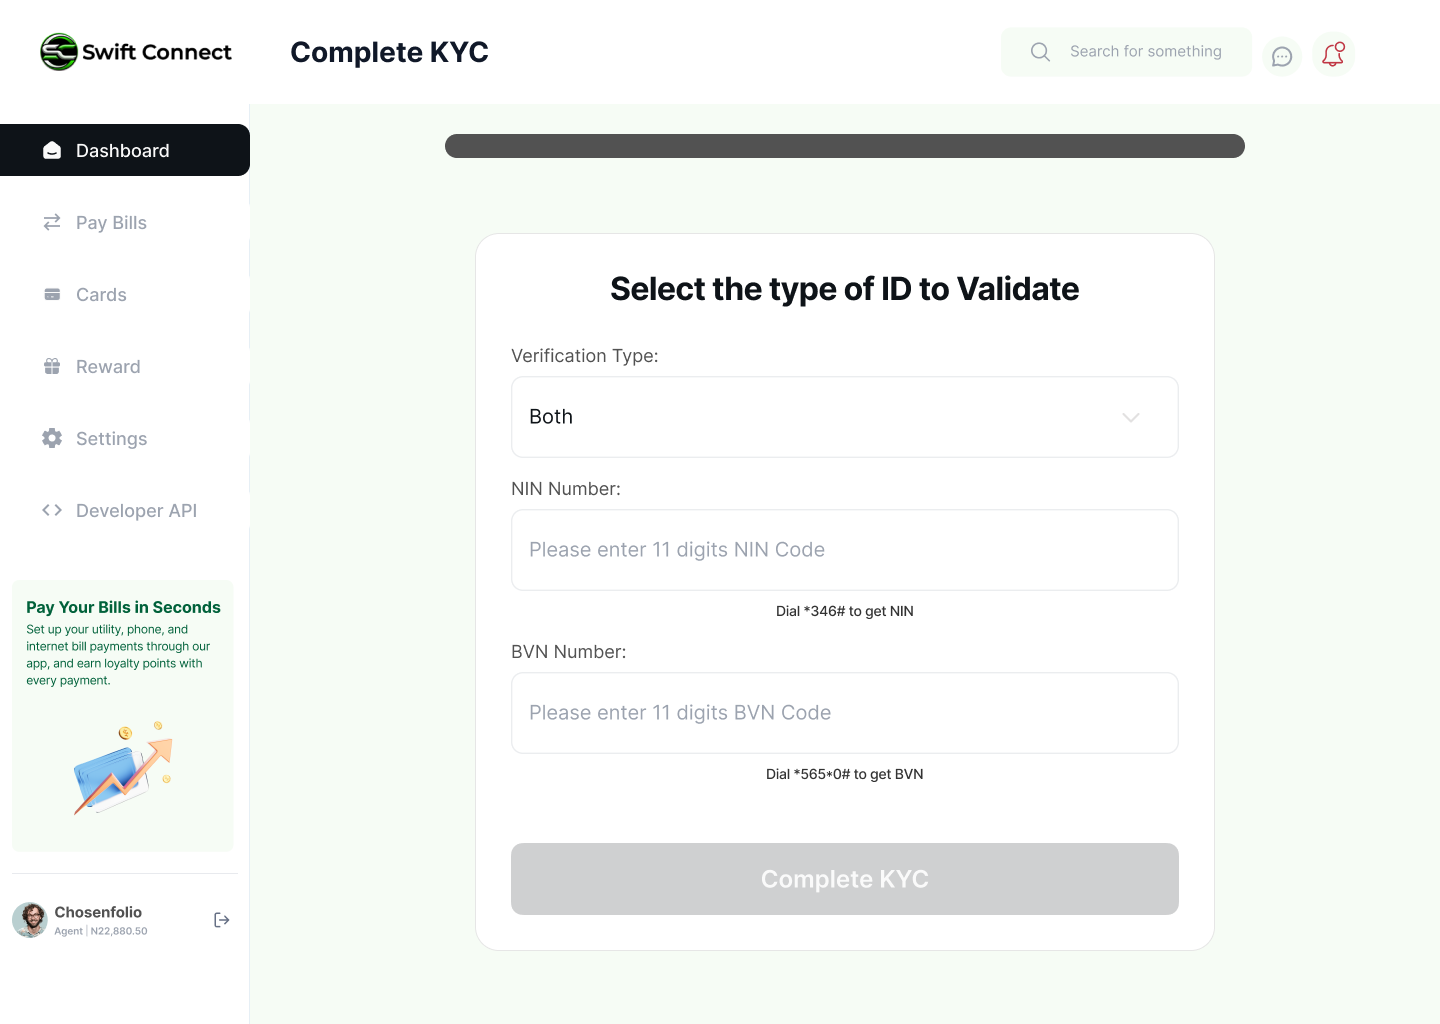 Swift Connect
Complete KYC
Search for something
Dashboard
Pay Bills
Cards
Reward
Settings
Developer API
Pay Your Bills in Seconds
Set up your utility, phone, and
internet bill payments through our
app, and earn loyalty points with
every payment.
Chosenfolio
Agent | N22,880.50
Select the type of ID to Validate
Verification Type:
Both
NIN Number:
Please enter 11 digits NIN Code
Dial *346# to get NIN
BVN Number:
Please enter 11 digits BVN Code
Dial *565*0# to get BVN
Complete KYC